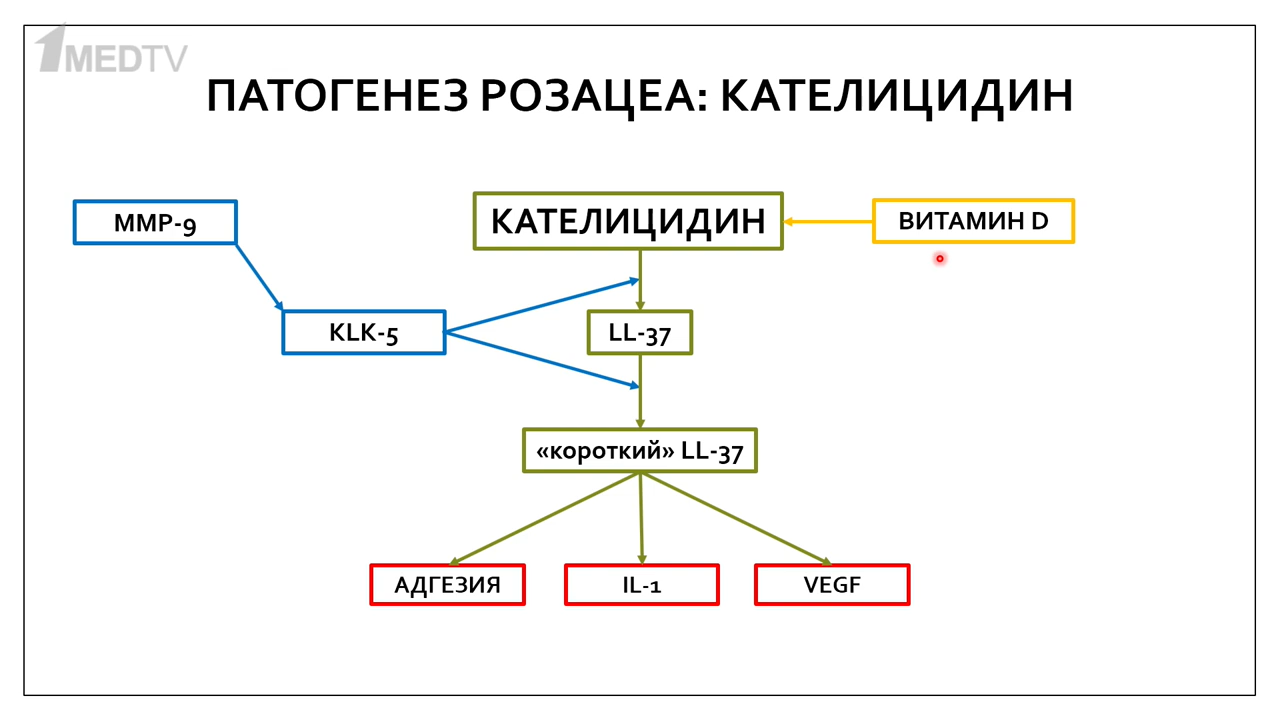 1MEDTV
ПАТОГЕНЕЗ РОЗАЦЕА: КАТЕЛИЦИДИН
MMP-9
КАТЕЛИЦИДИН
ВИТАМИН D
KLK-5
LL-37
«короткий» LL-37
АДГЕЗИЯ
IL-1
VEGF